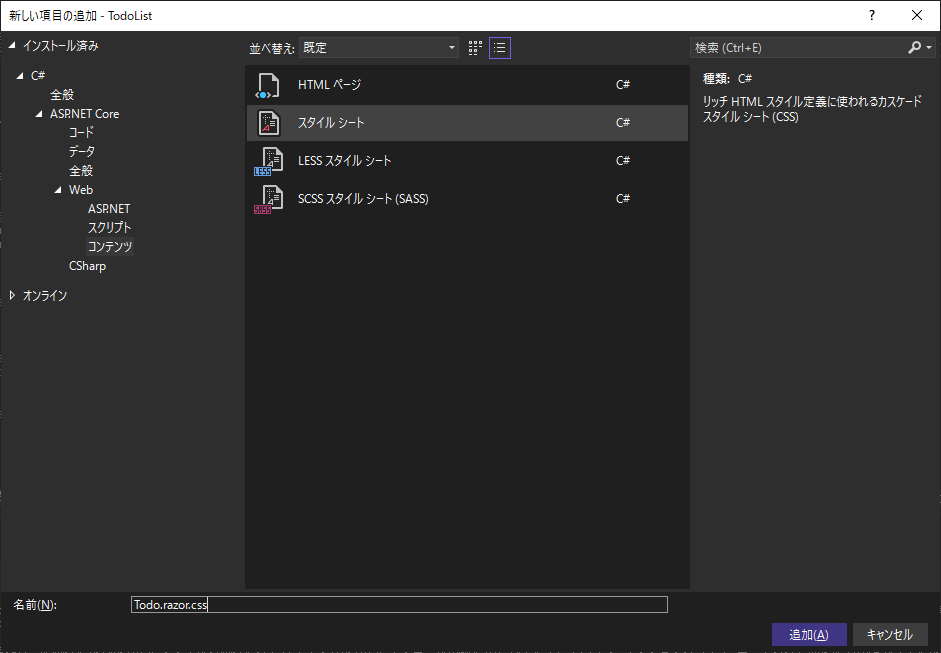 新しい項目の追加 - TodoList
?
インストール済み
並べ替え: 既定
検索 (Ctrl+E)
C#
全般
ASP.NET Core
コード
データ
全般
Web
ASP.NET
スクリプト
コンテンツ
CSharp
オンライン
HTML ページ C#
スタイル シート C#
LESS スタイル シート C#
LESS
SCSS スタイル シート (SASS) C#
SASS
種類: C#
リッチ HTML スタイル定義に使われるカスケード
スタイル シート (CSS)
名前(N): Todo.razor.css
追加(A) キャンセル